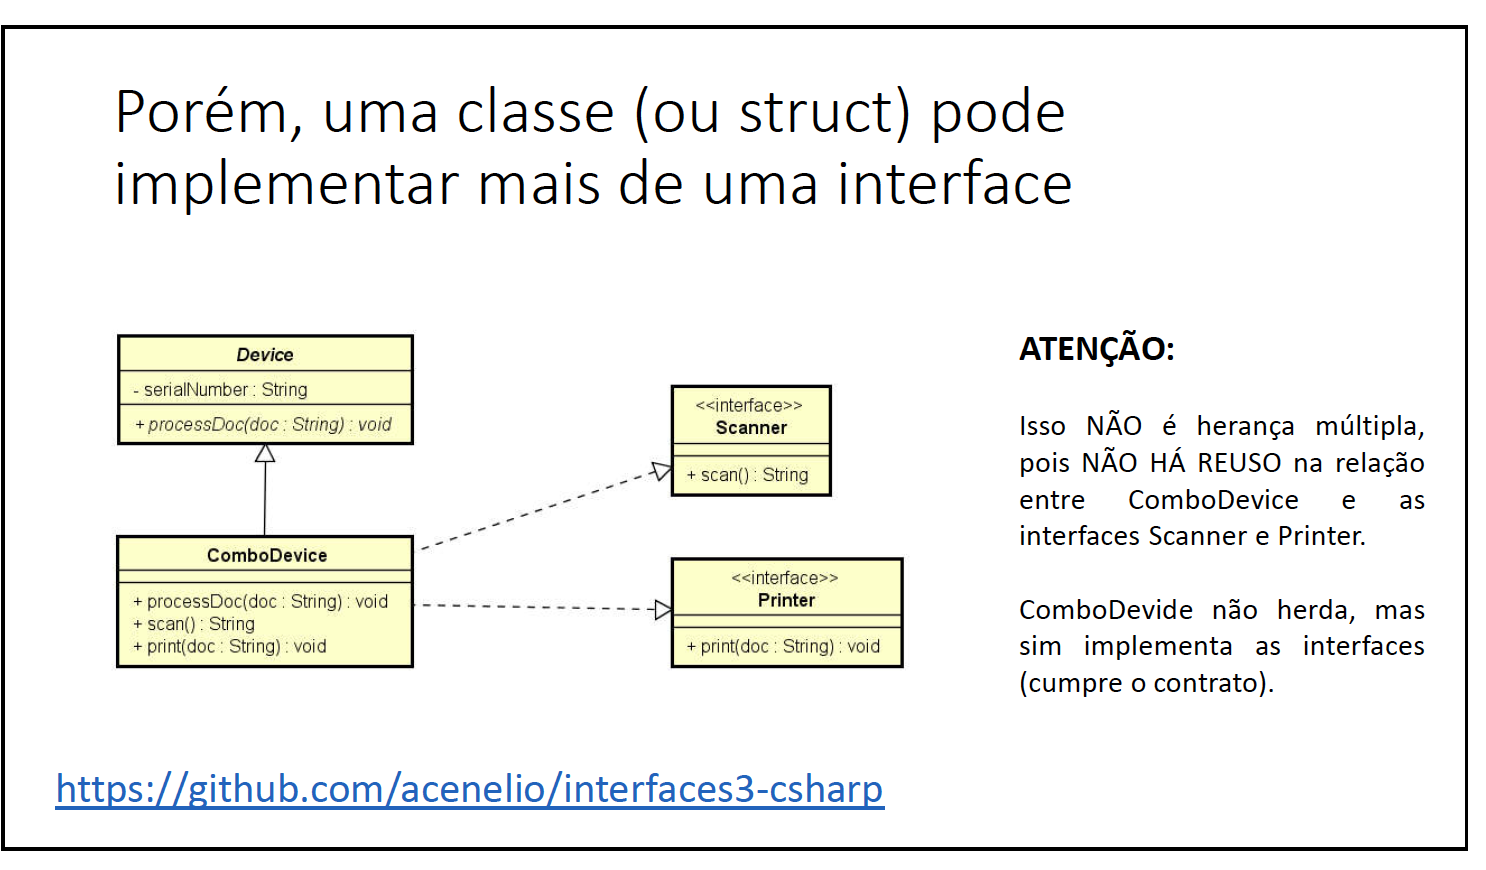 Porém, uma classe (ou struct) pode
implementar mais de uma interface
Device
- serialNumber : String
+ processDoc(doc : String) : void
ComboDevice
+ processDoc(doc : String) : void
+ scan() : String
+ print(doc : String) : void
<<interface>>
Scanner
+ scan() : String
<<interface>>
Printer
+ print(doc : String) : void
ATENÇÃO:
Isso NÃO é herança múltipla,
pois NÃO HÁ REUSO na relação
entre ComboDevice e as
interfaces Scanner e Printer.
ComboDevide não herda, mas
sim implementa as interfaces
(cumpre o contrato).
https://github.com/acenelio/interfaces3-csharp